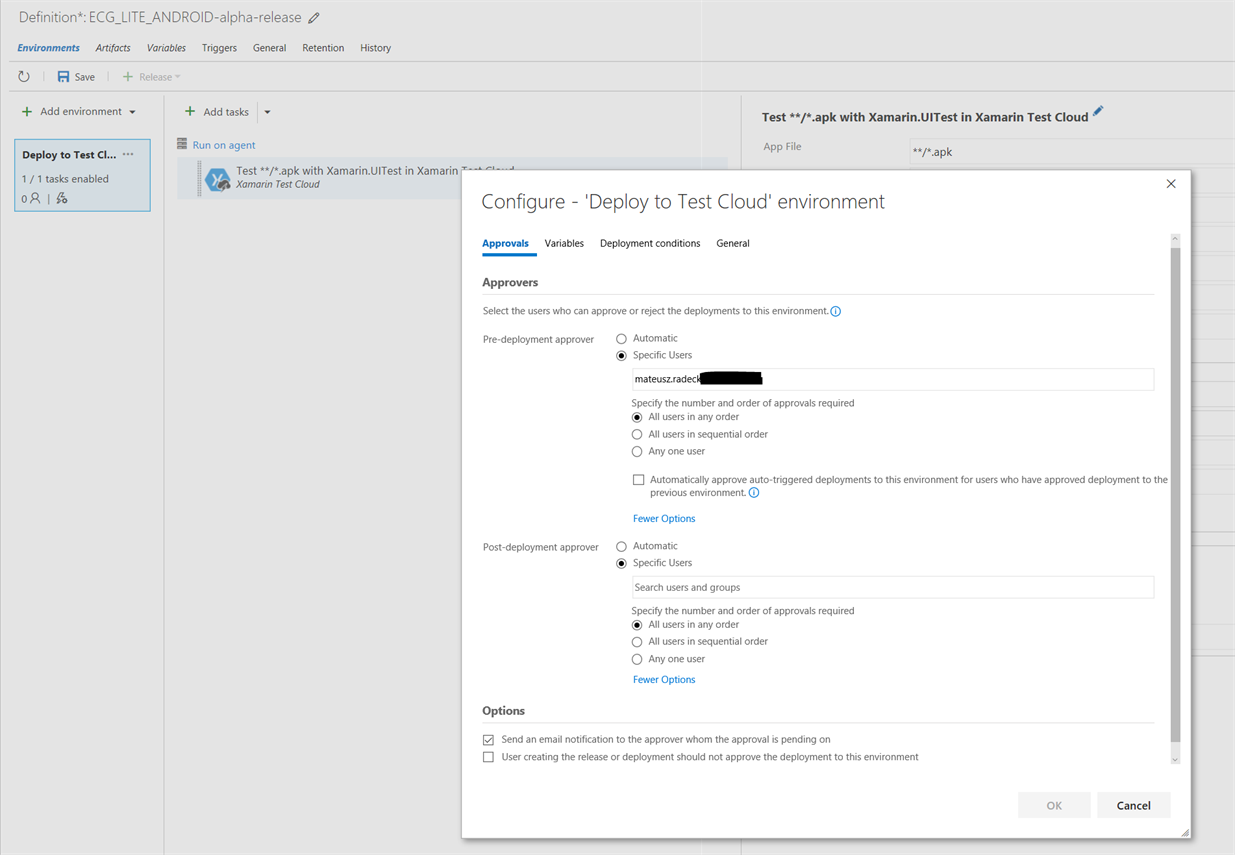 Definition*: ECG_LITE_ANDROID-alpha-release
Environments Artifacts Variables Triggers General Retention History
Save Release
Add environment
Add tasks
Deploy to Test Cl... ...
1 / 1 tasks enabled
0
Run on agent
Test **/*.apk with Xamarin.UITest in Xamarin Test Cloud
Xamarin Test Cloud
Test **/*.apk with Xamarin.UITest in Xamarin Test Cloud
App File
**/*.apk
Configure - 'Deploy to Test Cloud' environment
Approvals Variables Deployment conditions General
Approvers
Select the users who can approve or reject the deployments to this environment.
Pre-deployment approver
Automatic
Specific Users
mateusz.radeck
Specify the number and order of approvals required
All users in any order
All users in sequential order
Any one user
Automatically approve auto-triggered deployments to this environment for users who have approved deployment to the
previous environment.
Fewer Options
Post-deployment approver
Automatic
Specific Users
Search users and groups
Specify the number and order of approvals required
All users in any order
All users in sequential order
Any one user
Fewer Options
Options
Send an email notification to the approver whom the approval is pending on
User creating the release or deployment should not approve the deployment to this environment
OK Cancel